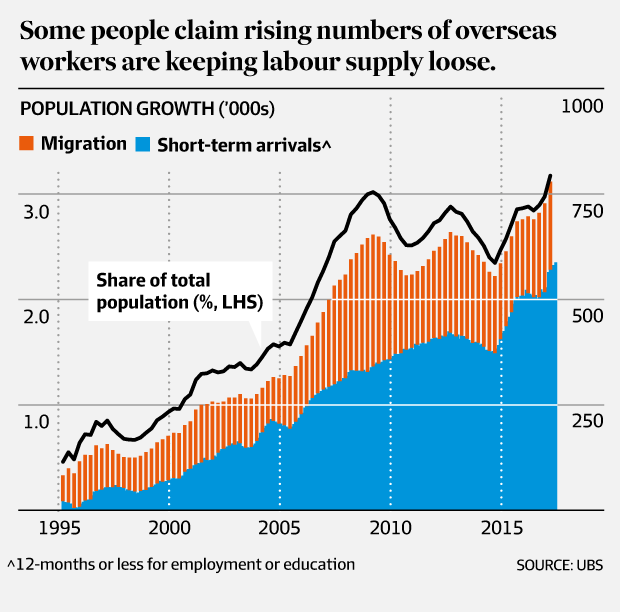 Some people claim rising numbers of overseas
workers are keeping labour supply loose.
POPULATION GROWTH ('000s)
1000
Migration
Short-term arrivals^
3.0
750
Share of total
population (%, LHS)
2.0
500
1.0
250
1995
2000
2005
2010
2015
^12-months or less for employment or education
SOURCE: UBS